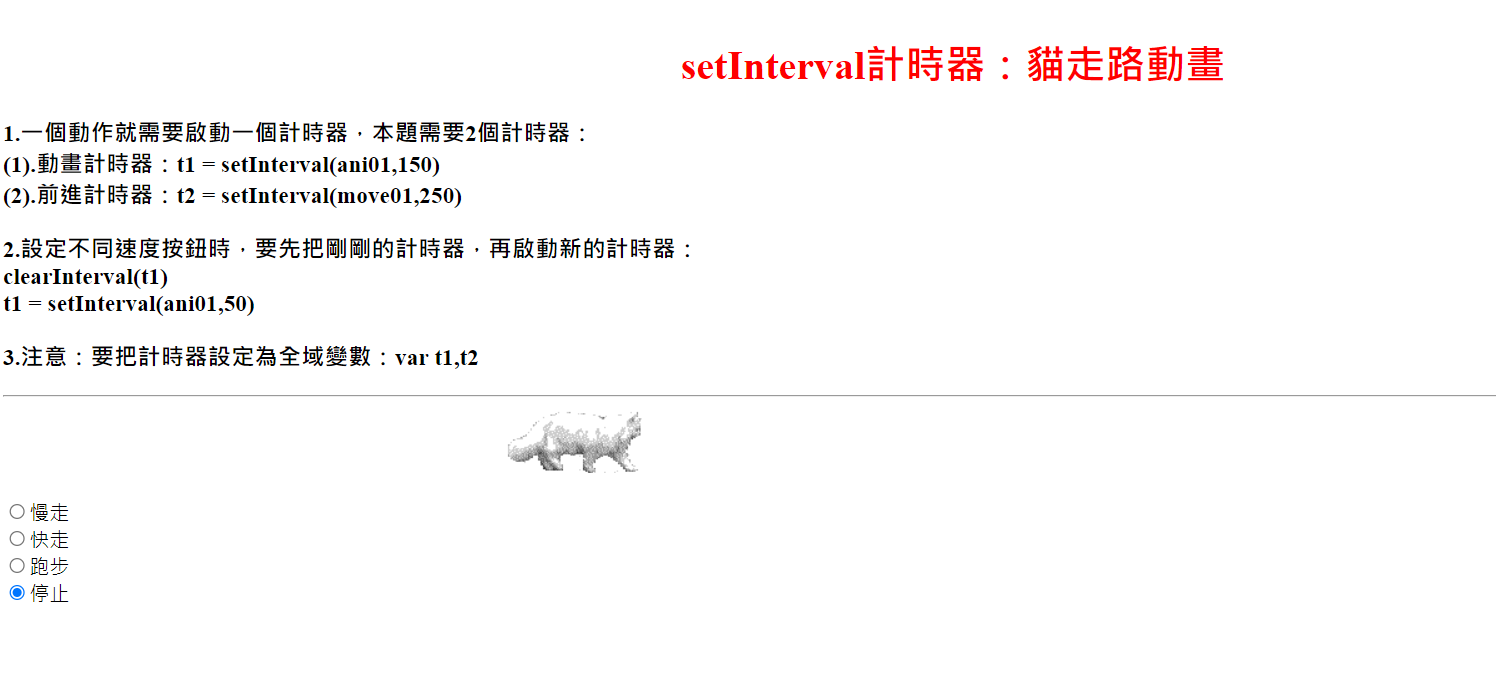 setInterval計時器：貓走路動畫
1.一個動作就需要啟動一個計時器，本題需要2個計時器：
(1).動畫計時器：t1 = setInterval(ani01,150)
(2).前進計時器：t2 = setInterval(move01,250)
2.設定不同速度按鈕時，要先把剛剛的計時器，再啟動新的計時器：
clearInterval(t1)
t1 = setInterval(ani01,50)
3.注意：要把計時器設定為全域變數：var t1,t2
慢走
快走
跑步
停止